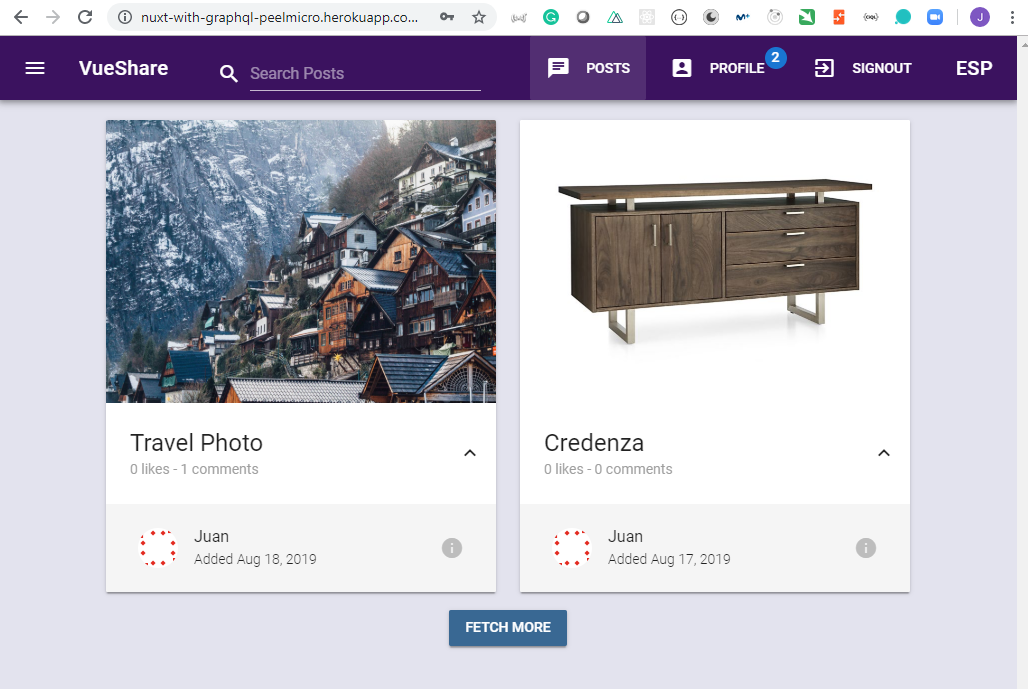 nuxt-with-graphql-peelmicro.herokuapp.co...
J
VueShare
Search Posts
POSTS
PROFILE
2
SIGNOUT
ESP
Travel Photo
0 likes - 1 comments
Juan
Added Aug 18, 2019
Credenza
0 likes - 0 comments
Juan
Added Aug 17, 2019
FETCH MORE